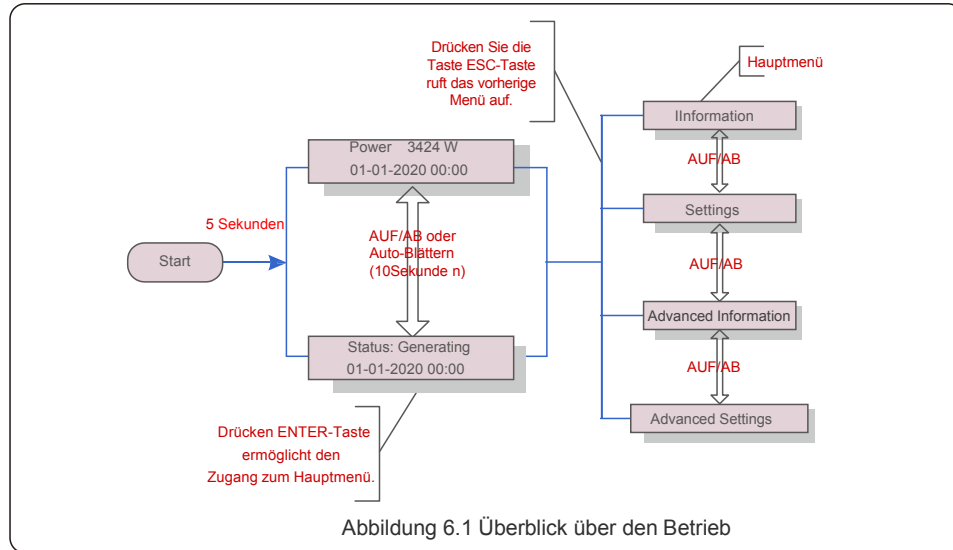 Drücken Sie die
Taste ESC-Taste
ruft das vorherige
Menü auf.
Hauptmenü
IInformation
Power 3424 W
01-01-2020 00:00
AUF/AB
5 Sekunden
Settings
Start
AUF/AB oder
Auto-Blättern
(10Sekunde n)
AUF/AB
Advanced Information
Status: Generating
01-01-2020 00:00
AUF/AB
Advanced Settings
Drücken ENTER-Taste
ermöglicht den
Zugang zum Hauptmenü.
Abbildung 6.1 Überblick über den Betrieb